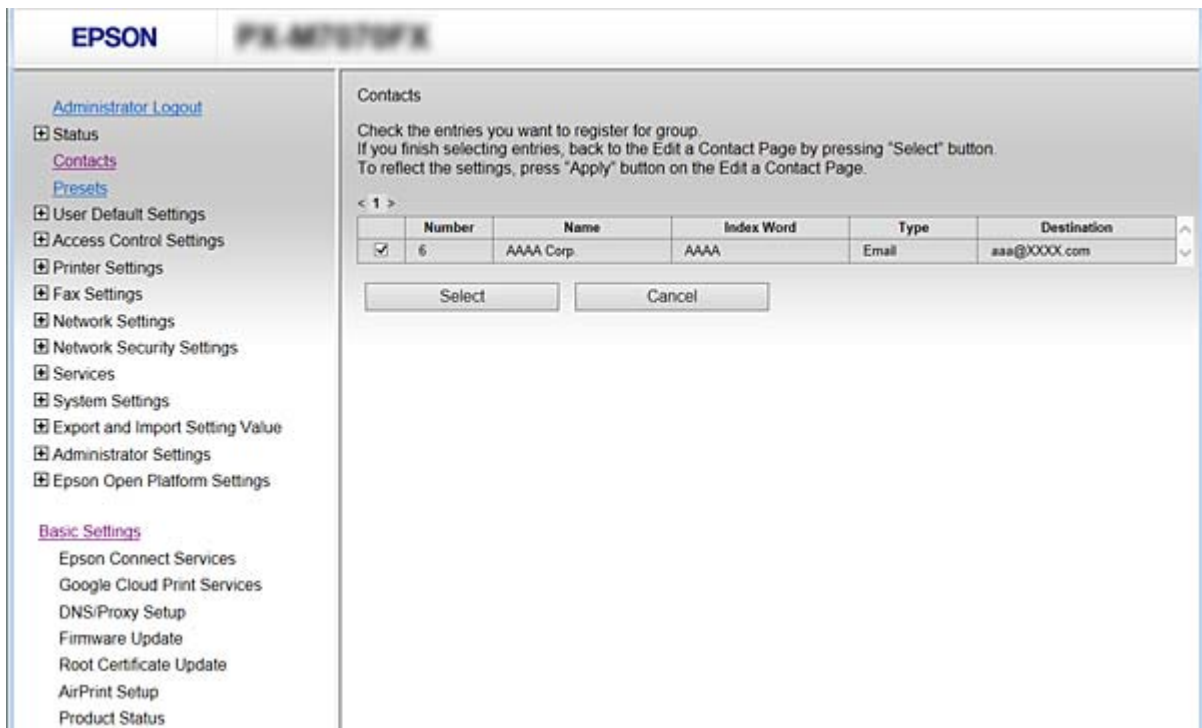 EPSON
Administrator Logout
Status
Contacts
Presets
User Default Settings
Access Control Settings
Printer Settings
Fax Settings
Network Settings
Network Security Settings
Services
System Settings
Export and Import Setting Value
Administrator Settings
Epson Open Platform Settings
Basic Settings
Epson Connect Services
Google Cloud Print Services
DNS/Proxy Setup
Firmware Update
Root Certificate Update
AirPrint Setup
Product Status
Contacts
Check the entries you want to register for group.
If you finish selecting entries, back to the Edit a Contact Page by pressing "Select" button.
To reflect the settings, press "Apply" button on the Edit a Contact Page.
< 1 >
Number Name Index Word Type Destination
6 AAAA Corp. AAAA Email aaa@XXXX.com
Select Cancel